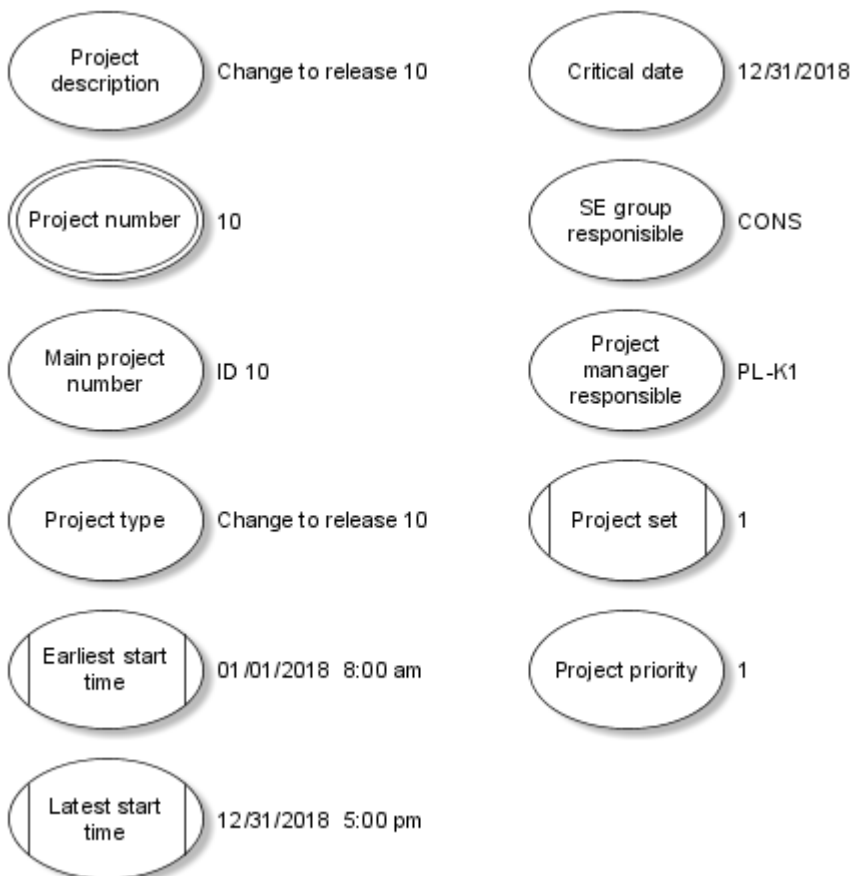 Project
description
Change to release 10
Project number
10
Main project
number
ID 10
Project type
Change to release 10
Earliest start
time
01/01/2018 8:00 am
Latest start
time
12/31/2018 5:00 pm
Critical date
12/31/2018
SE group
responisible
CONS
Project
manager
responsible
PL-K1
Project set
1
Project priority
1